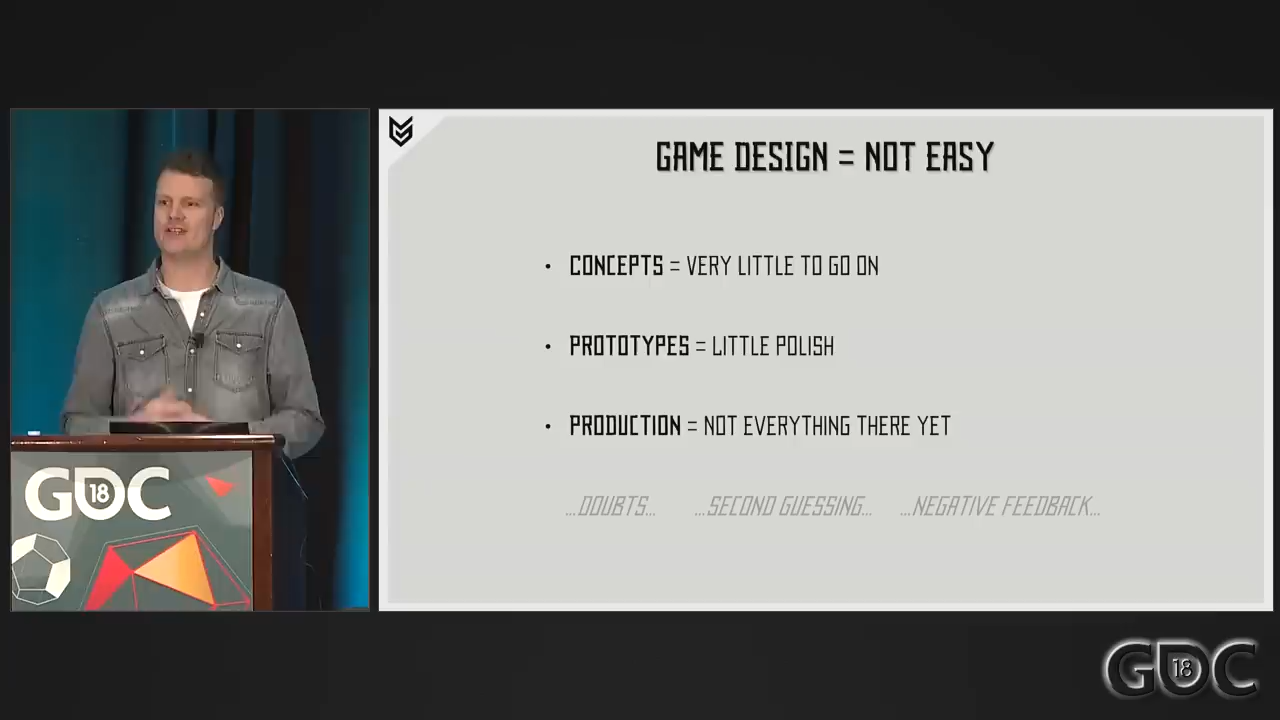 GAME DESIGN = NOT EASY
• CONCEPTS = VERY LITTLE TO GO ON
• PROTOTYPES = LITTLE POLISH
• PRODUCTION = NOT EVERYTHING THERE YET
...DOUBTS... ...SECOND GUESSING... ...NEGATIVE FEEDBACK...
GDC 18
GDC 18